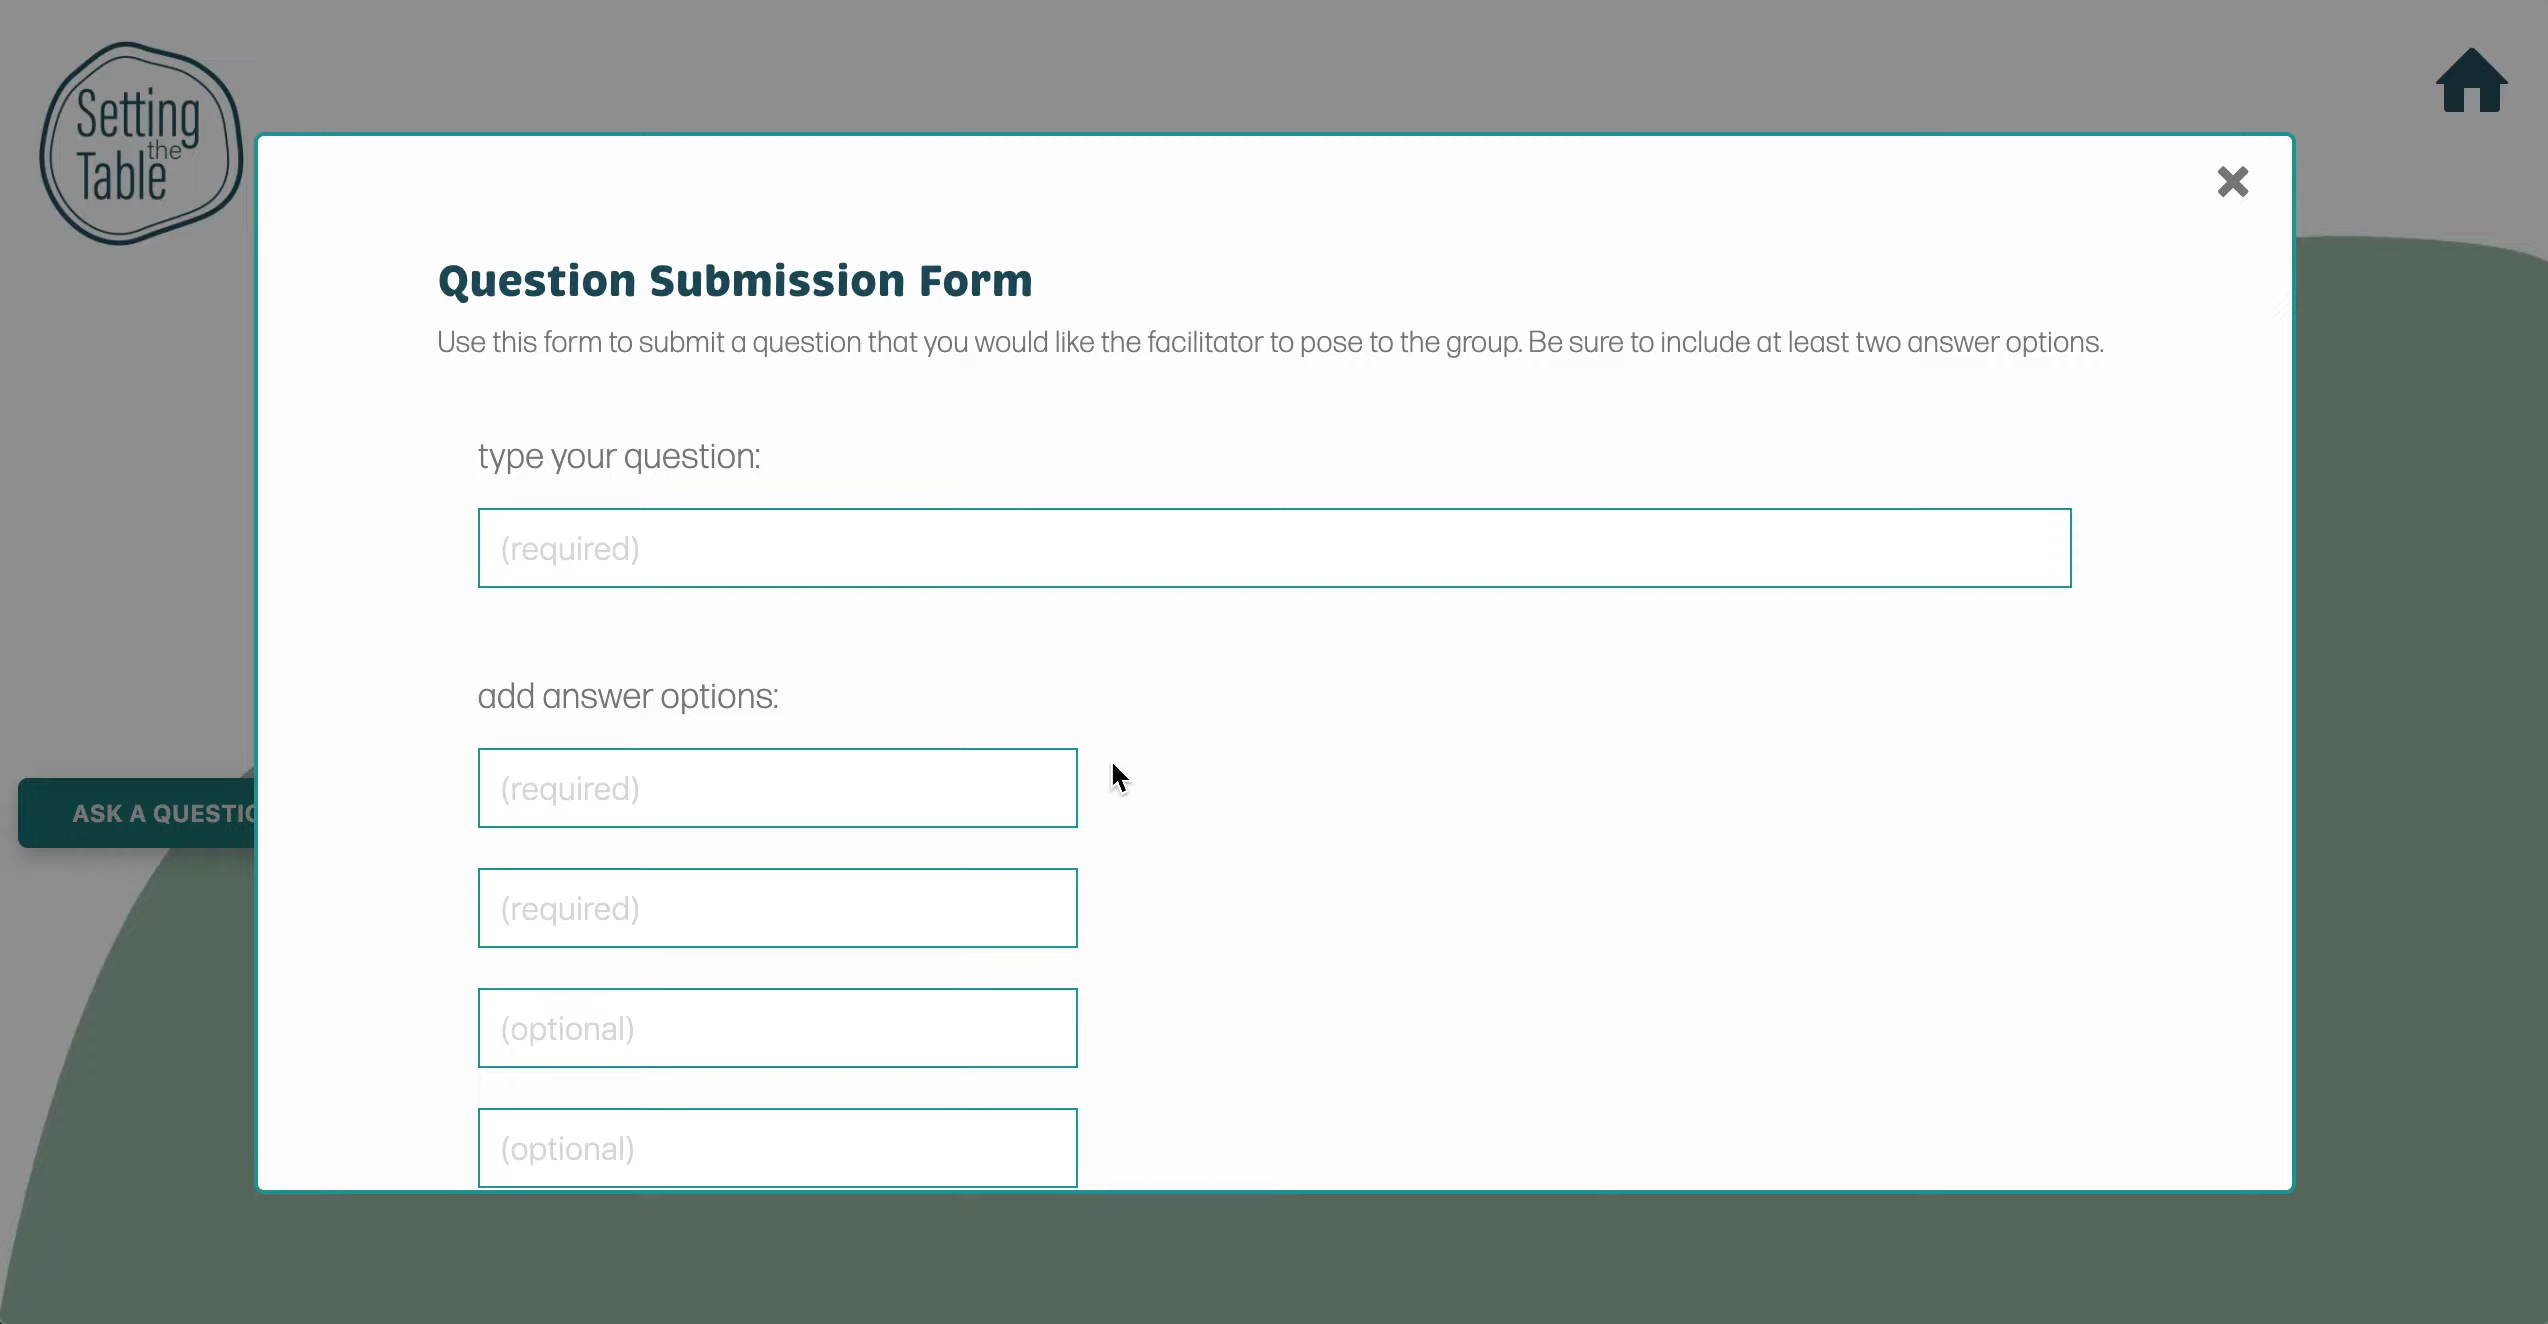 Setting
the
Table
Question Submission Form
Use this form to submit a question that you would like the facilitator to pose to the group. Be sure to include at least two answer options.
type your question:
(required)
add answer options:
(required)
ASK A QUESTIO
(required)
(optional)
(optional)